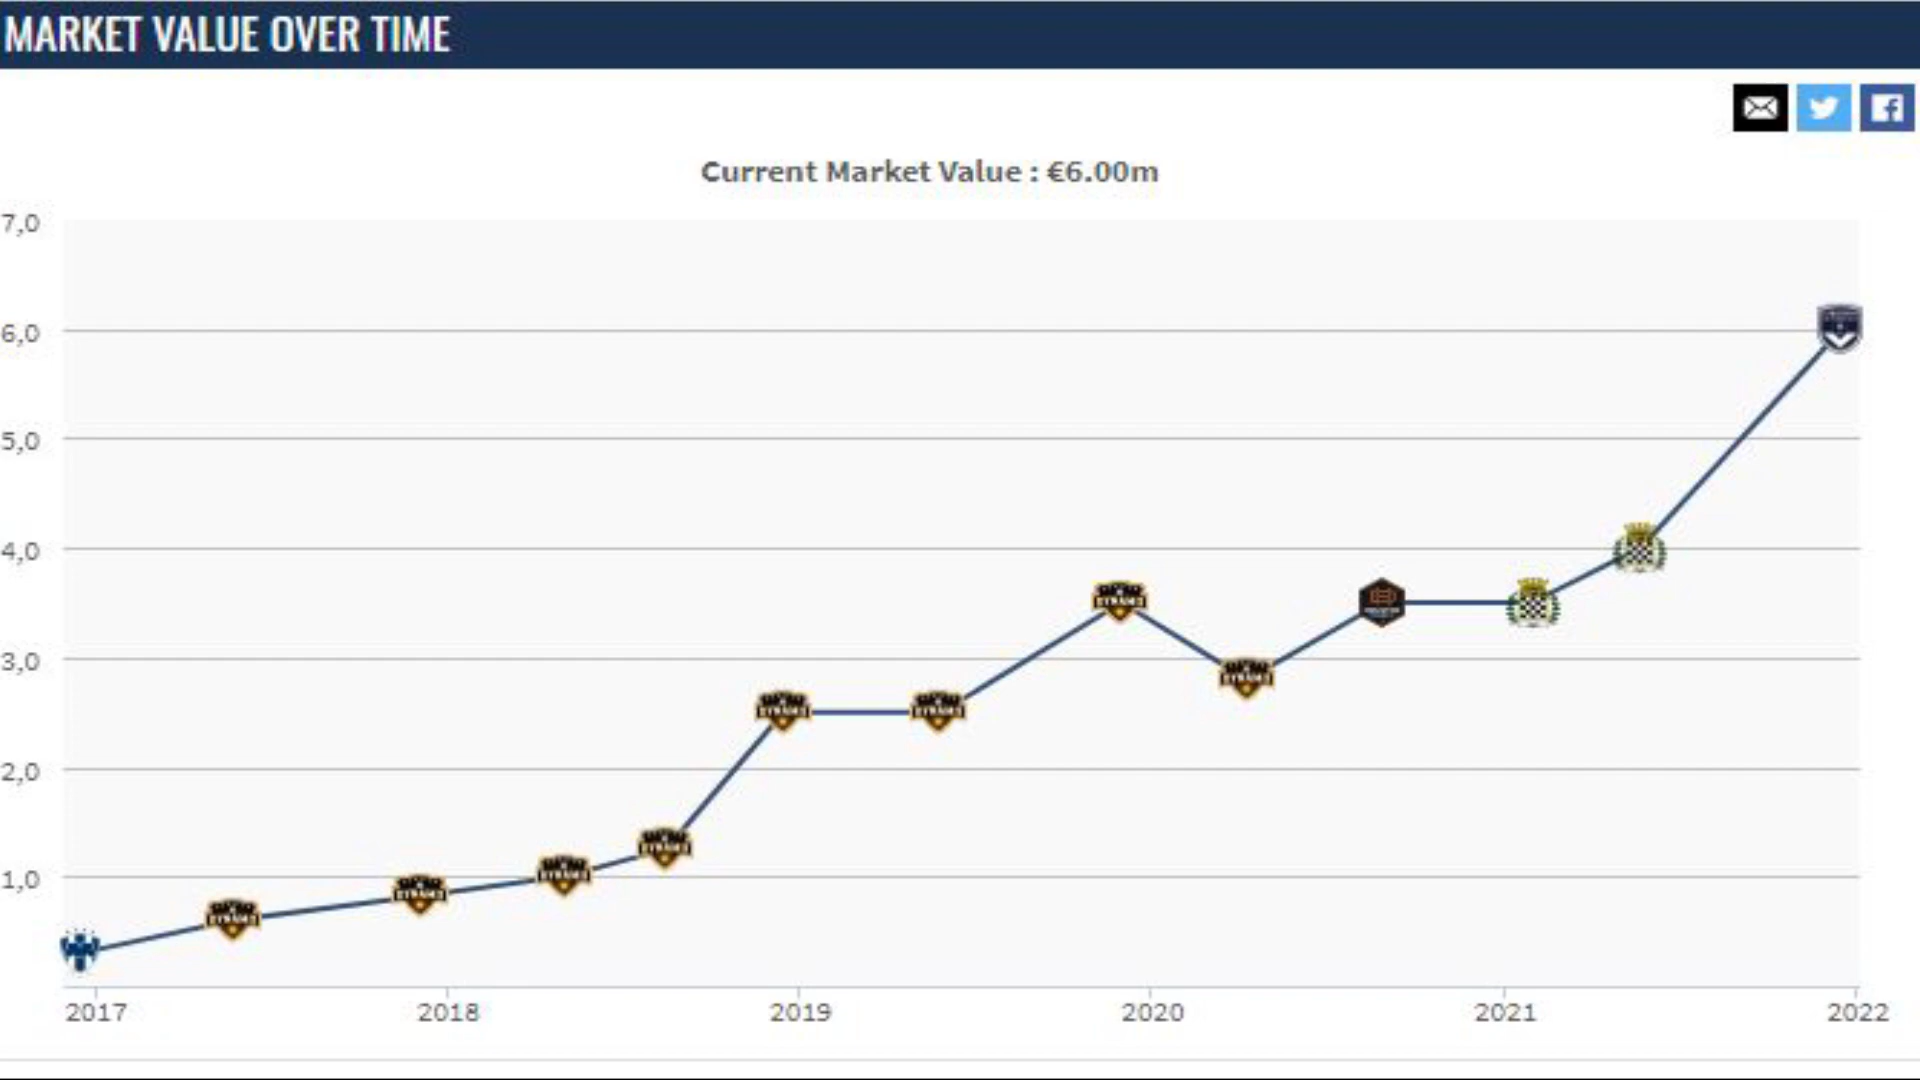 MARKET VALUE OVER TIME
Current Market Value : €6.00m
7,0
6,0
5,0
4,0
3,0
2,0
1,0
2017 2018 2019 2020 2021 2022